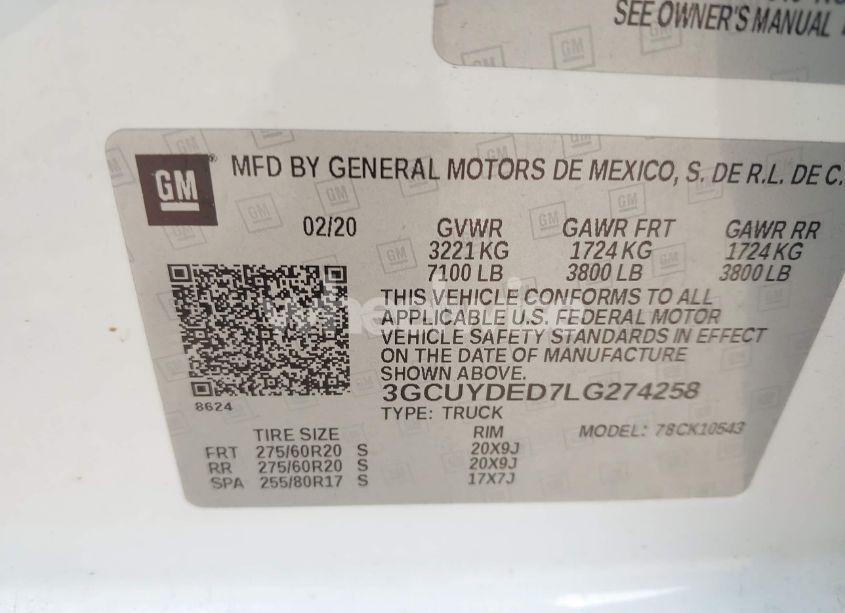 SEE OWNER'S MANUAL
GM
MFD BY GENERAL MOTORS DE MEXICO, S. DE R.L. DE C.
02/20 GVWR GAWR FRT GAWR RR
3221 KG 1724 KG 1724 KG
7100 LB 3800 LB 3800 LB
THIS VEHICLE CONFORMS TO ALL
APPLICABLE U.S. FEDERAL MOTOR
VEHICLE SAFETY STANDARDS IN EFFECT
ON THE DATE OF MANUFACTURE
SHOWN ABOVE.
3GCUYDED7LG274258
8624
TYPE: TRUCK
TIRE SIZE RIM MODEL: 78CK10543
FRT 275/60R20 S 20X9J
RR 275/60R20 S 20X9J
SPA 255/80R17 S 17X7J